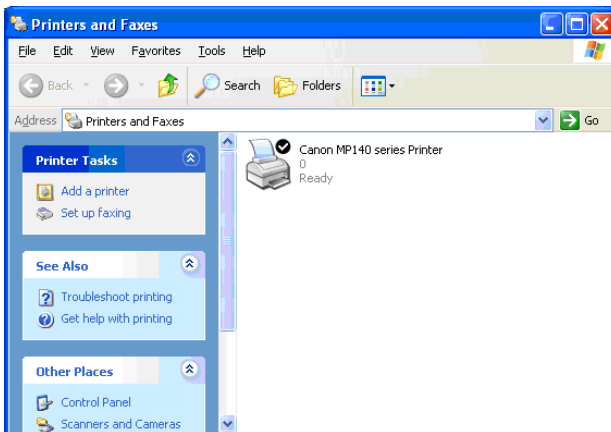 Printers and Faxes
File Edit View Favorites Tools Help
Back Search Folders
Address Printers and Faxes Go
Printer Tasks
Add a printer
Set up faxing
See Also
Troubleshoot printing
Get help with printing
Other Places
Control Panel
Scanners and Cameras
Canon MP140 series Printer
0
Ready